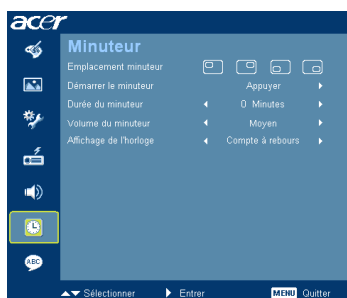 acer
Minuteur
Emplacement minuteur
Démarrer le minuteur Appuyer
Durée du minuteur 0 Minutes
Volume du minuteur Moyen
Affichage de l'horloge Compte à rebours
ABC
Sélectionner Entrer MENU Quitter